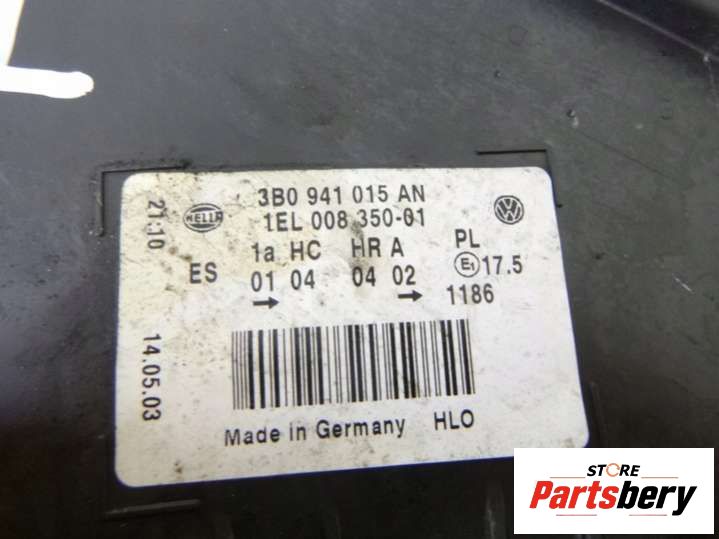 3B0 941 015 AN
HELLA
1EL 008 350-01
1a HC HR A PL
ES 01 04 04 02 E1 17.5
1186
21:10
14.05.03
Made in Germany HLO
STORE
Partsbery